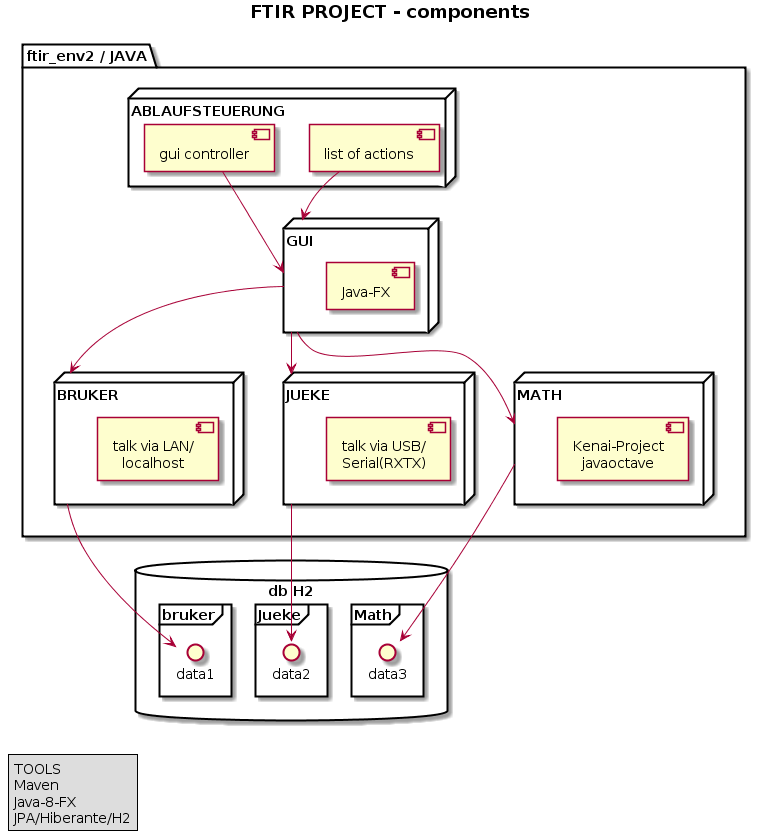 FTIR PROJECT - components
ftir_env2 / JAVA
ABLAUFSTEUERUNG
gui controller
list of actions
GUI
Java-FX
BRUKER
talk via LAN/
localhost
JUEKE
talk via USB/
Serial(RXTX)
MATH
Kenai-Project
javaoctave
db H2
bruker
Jueke
Math
data1
data2
data3
TOOLS
Maven
Java-8-FX
JPA/Hiberante/H2